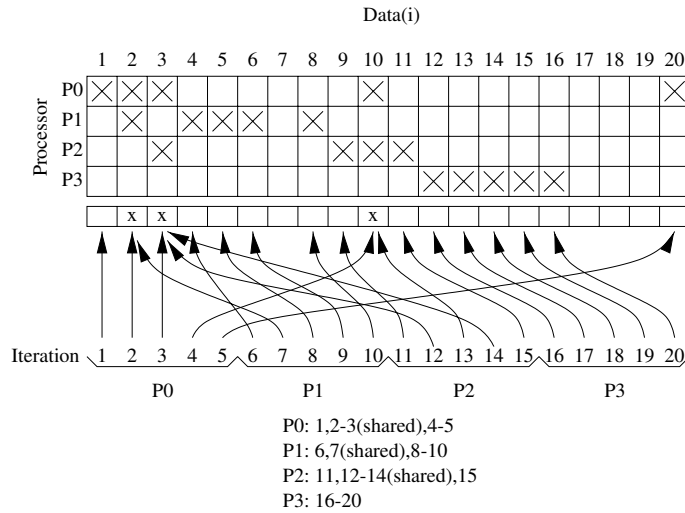 Data(i)
1 2 3 4 5 6 7 8 9 10 11 12 13 14 15 16 17 18 19 20
Processor
P0
P1
P2
P3
x x x
Iteration 1 2 3 4 5 6 7 8 9 10 11 12 13 14 15 16 17 18 19 20
P0 P1 P2 P3
P0: 1,2-3(shared),4-5
P1: 6,7(shared),8-10
P2: 11,12-14(shared),15
P3: 16-20